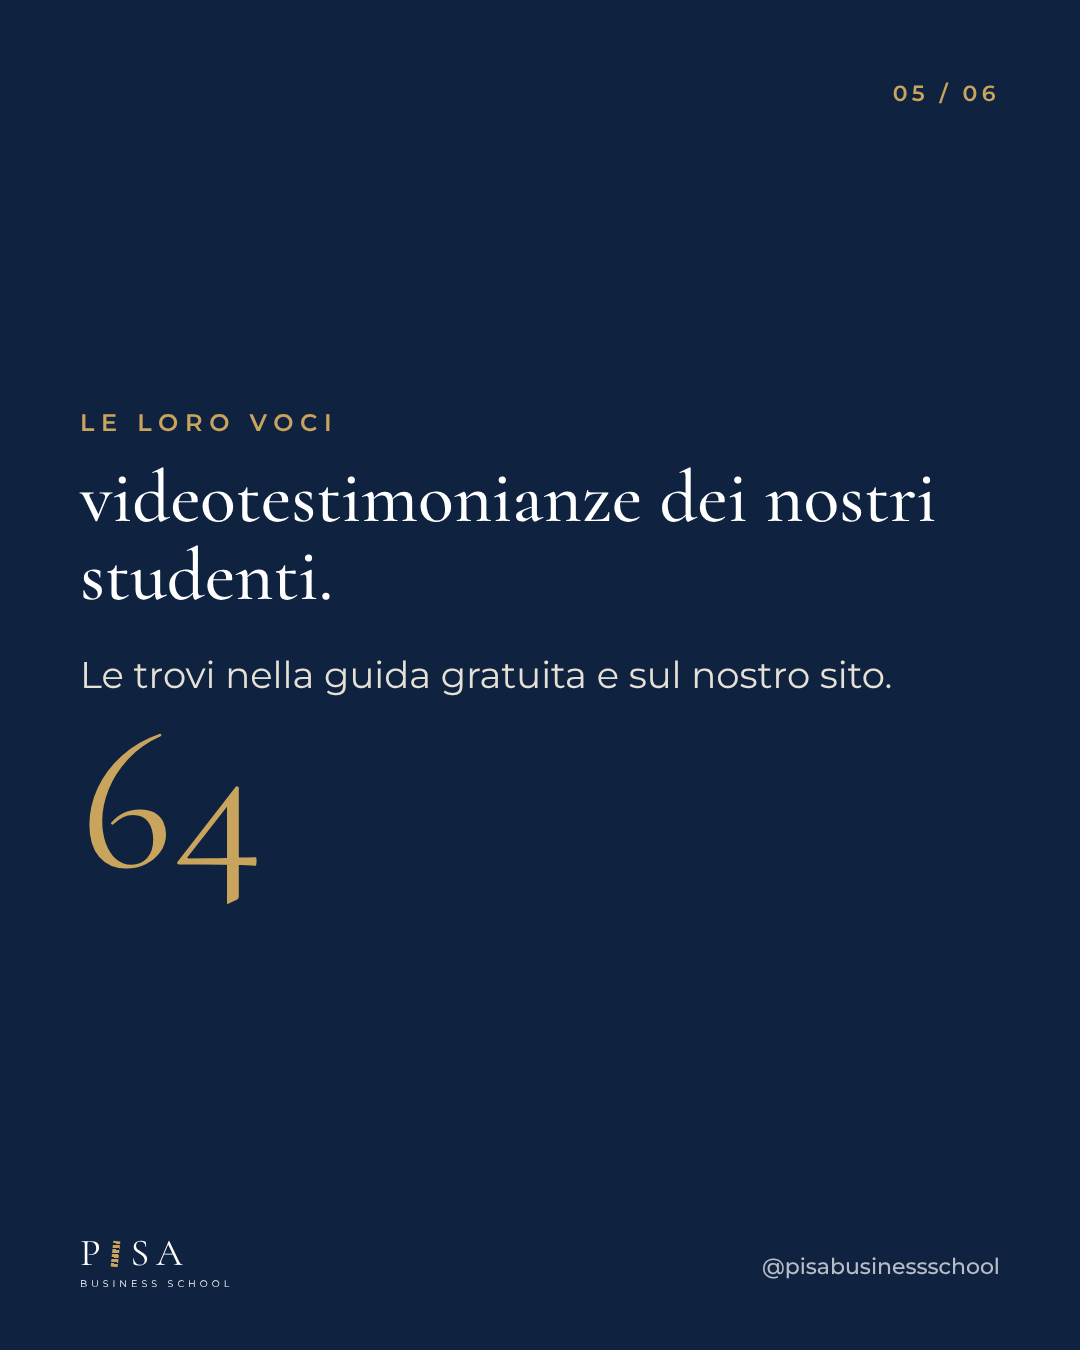 05 / 06
LE LORO VOCI
videotestimonianze dei nostri
studenti.
Le trovi nella guida gratuita e sul nostro sito.
64
PISA
BUSINESS SCHOOL
@pisabusinessschool